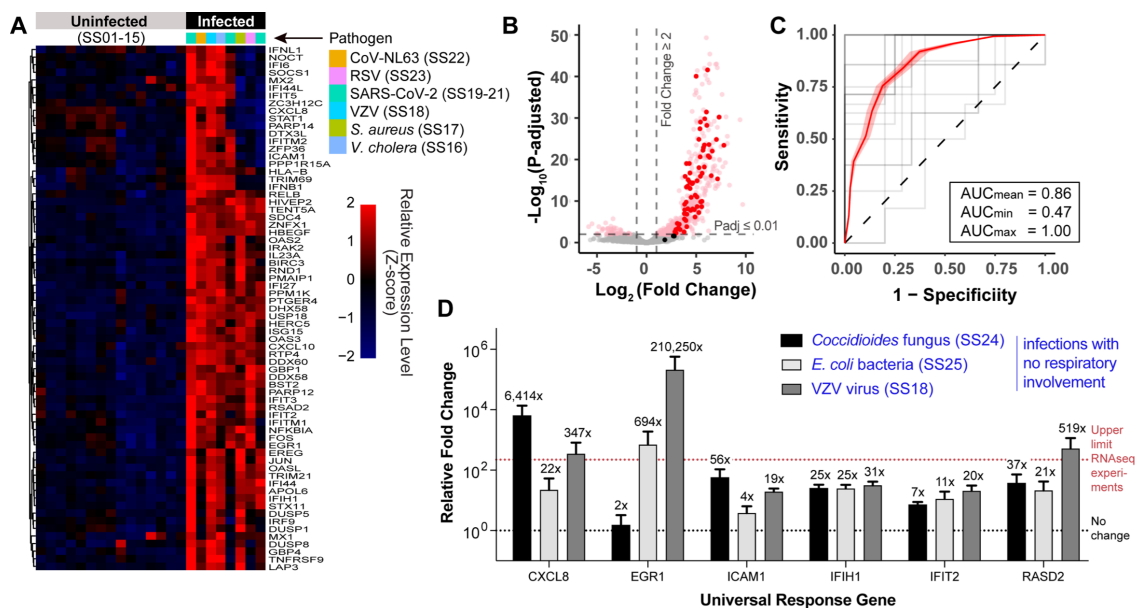 A
Uninfected
(SS01-15)
Infected
Pathogen
CoV-NL63 (SS22)
RSV (SS23)
SARS-CoV-2 (SS19-21)
VZV (SS18)
S. aureus (SS17)
V. cholera (SS16)
IFNL1
NOCT
IFI6
SOCS1
MX2
IFI44L
IFIT5
ZC3H12C
CXCL8
STAT1
PARP14
DTX3L
IFITM2
ZFP36
ICAM1
PPP1R15A
HLA-B
TRIM69
IFNB1
RELB
HIVEP2
TENT5A
SDC4
ZNFX1
HBEGF
OAS2
IRAK2
IL23A
BIRC3
RND1
PMAIP1
IFI27
PPM1K
PTGER4
DHX58
USP18
HERC5
ISG15
OAS3
CXCL10
RTP4
DDX60
GBP1
DDX58
BST2
PARP12
IFIT3
RSAD2
IFIT2
IFITM1
NFKBIA
FOS
EGR1
EREG
JUN
OASL
TRIM21
IFI44
APOL6
IFIH1
STX11
DUSP5
IRF9
DUSP1
MX1
DUSP8
GBP4
TNFRSF9
LAP3
Relative Expression Level
(Z-score)
2
1
0
−1
−2
B
-Log10(P-adjusted)
50
40
30
20
10
0
Fold Change ≥ 2
Padj ≤ 0.01
-5
0
5
10
Log2 (Fold Change)
C
Sensitivity
1.00
0.75
0.50
0.25
0.00
AUCmean = 0.86
AUCmin = 0.47
AUCmax = 1.00
0.00
0.25
0.50
0.75
1.00
1 − Specificiity
D
Relative Fold Change
10^6
10^4
10^2
10^0
Coccidioides fungus (SS24)
E. coli bacteria (SS25)
VZV virus (SS18)
infections with
no respiratory
involvement
6,414x
22x
347x
2x
694x
210,250x
56x
4x
19x
25x
25x
31x
7x
11x
20x
37x
21x
519x
Upper
limit
RNAseq
experi-
ments
No
change
CXCL8
EGR1
ICAM1
IFIH1
IFIT2
RASD2
Universal Response Gene